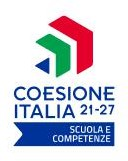 COESIONE
ITALIA 21-27
SCUOLA E
COMPETENZE